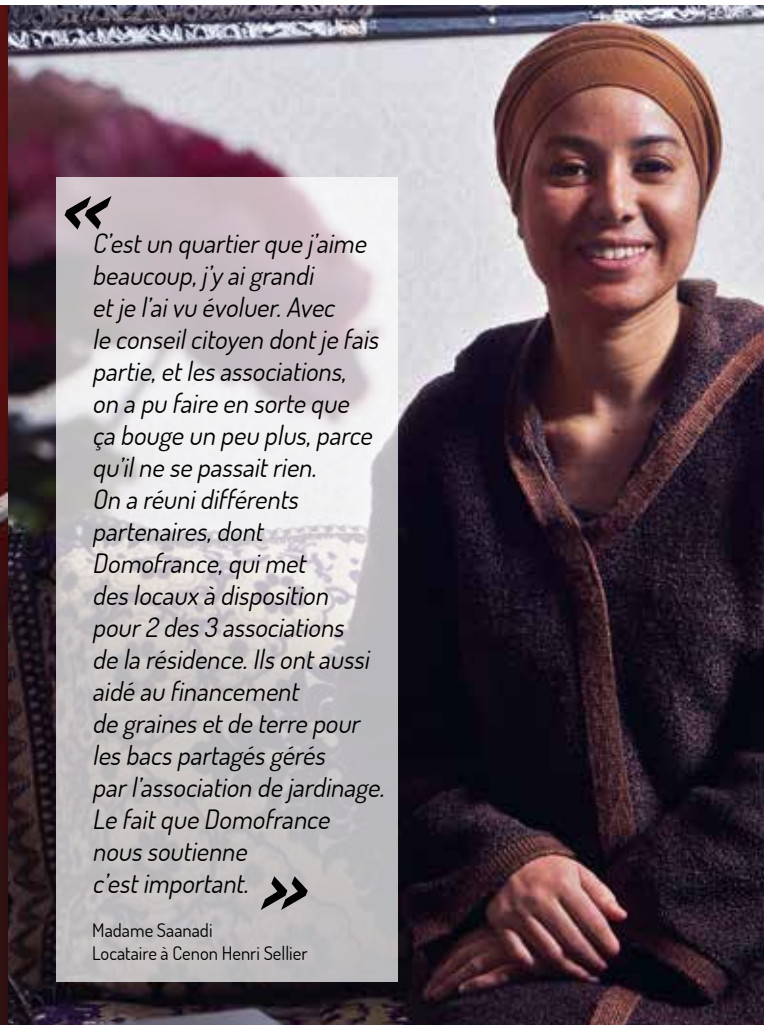 «
C’est un quartier que j’aime
beaucoup, j’y ai grandi
et je l’ai vu évoluer. Avec
le conseil citoyen dont je fais
partie, et les associations,
on a pu faire en sorte que
ça bouge un peu plus, parce
qu’il ne se passait rien.
On a réuni différents
partenaires, dont
Domofrance, qui met
des locaux à disposition
pour 2 des 3 associations
de la résidence. Ils ont aussi
aidé au financement
de graines et de terre pour
les bacs partagés gérés
par l’association de jardinage.
Le fait que Domofrance
nous soutienne
c’est important. »
Madame Saanadi
Locataire à Cenon Henri Sellier